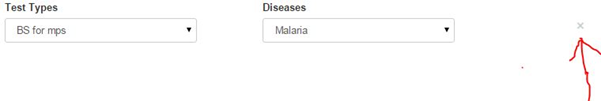 Test Types Diseases
BS for mps Malaria ×